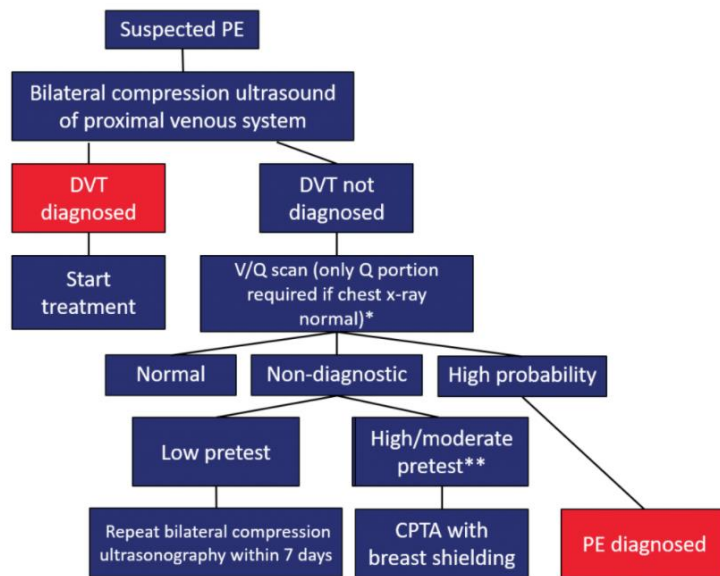 Suspected PE
Bilateral compression ultrasound
of proximal venous system
DVT
diagnosed
DVT not
diagnosed
Start
treatment
V/Q scan (only Q portion
required if chest x-ray
normal)*
Normal
Non-diagnostic
High probability
Low pretest
High/moderate
pretest**
Repeat bilateral compression
ultrasonography within 7 days
CPTA with
breast shielding
PE diagnosed